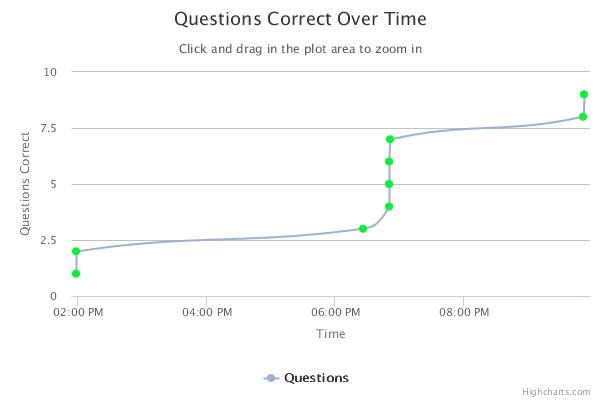 Questions Correct Over Time
Click and drag in the plot area to zoom in
Questions Correct
10
7.5
5
2.5
0
02:00 PM 04:00 PM 06:00 PM 08:00 PM
Time
Questions
Highcharts.com